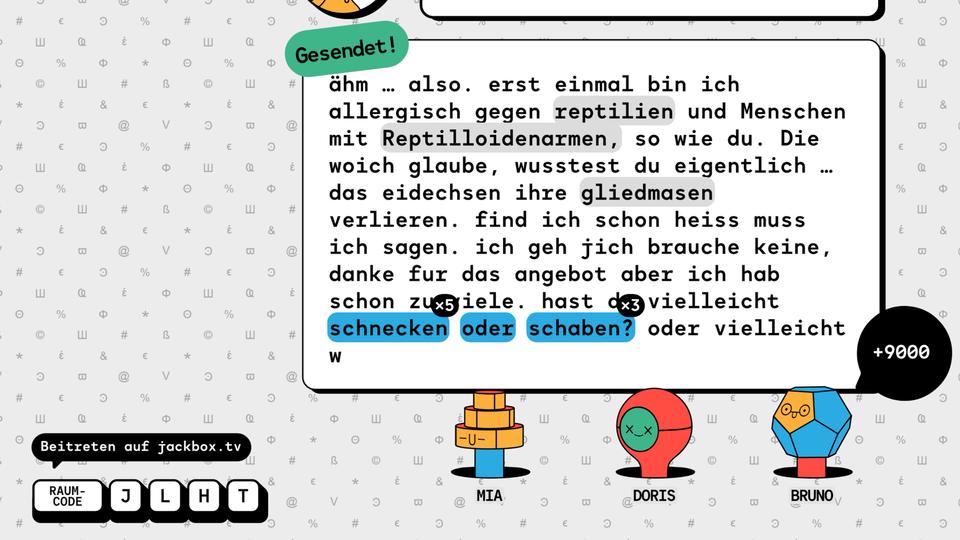 Gesendet!
ähm … also. erst einmal bin ich
allergisch gegen reptilien und Menschen
mit Reptilloidenarmen, so wie du. Die
woich glaube, wusstest du eigentlich …
das eidechsen ihre gliedmasen
verlieren. find ich schon heiss muss
ich sagen. ich geh jich brauche keine,
danke fur das angebot aber ich hab
schon zu viele. hast du vielleicht
×5 ×3
schnecken oder schaben? oder vielleicht
w
+9000
Beitreten auf jackbox.tv
RAUM-
CODE J L H T
MIA DORIS BRUNO